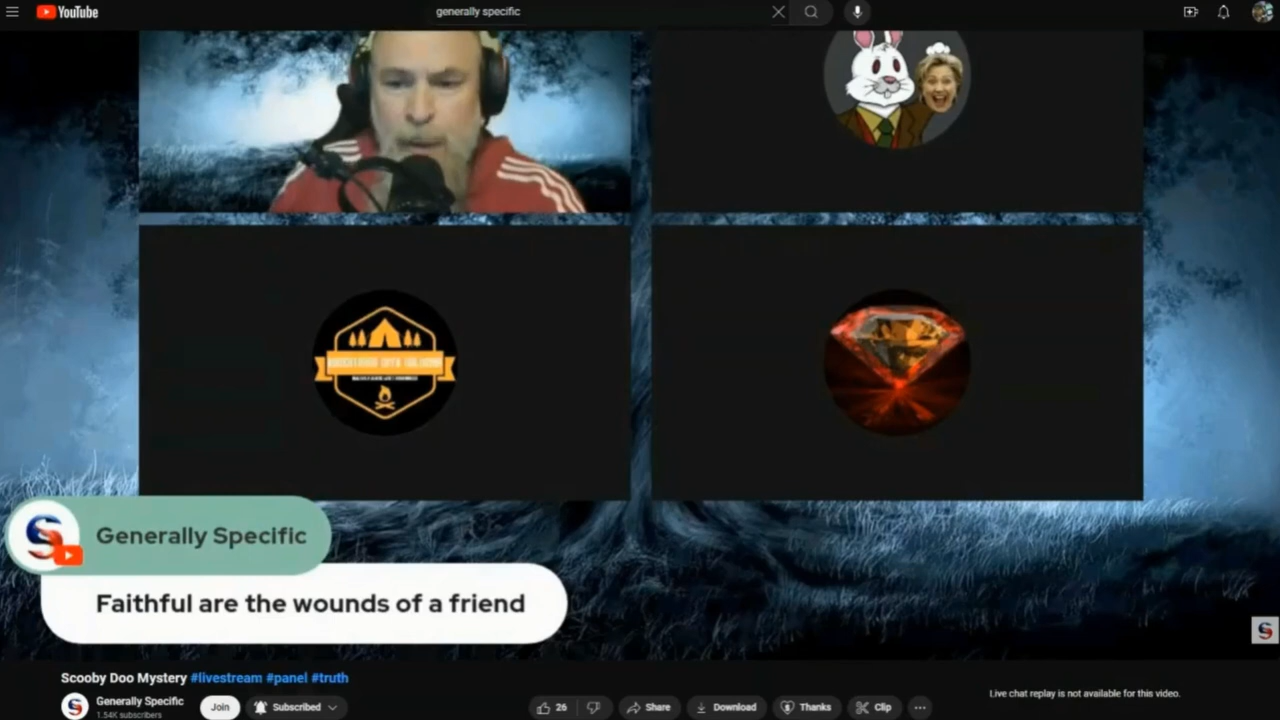 YouTube
generally specific
Generally Specific
Faithful are the wounds of a friend
Scooby Doo Mystery #livestream #panel #truth
Generally Specific
1.54K subscribers
Join
Subscribed
26
Share
Download
Thanks
Clip
Live chat replay is not available for this video.